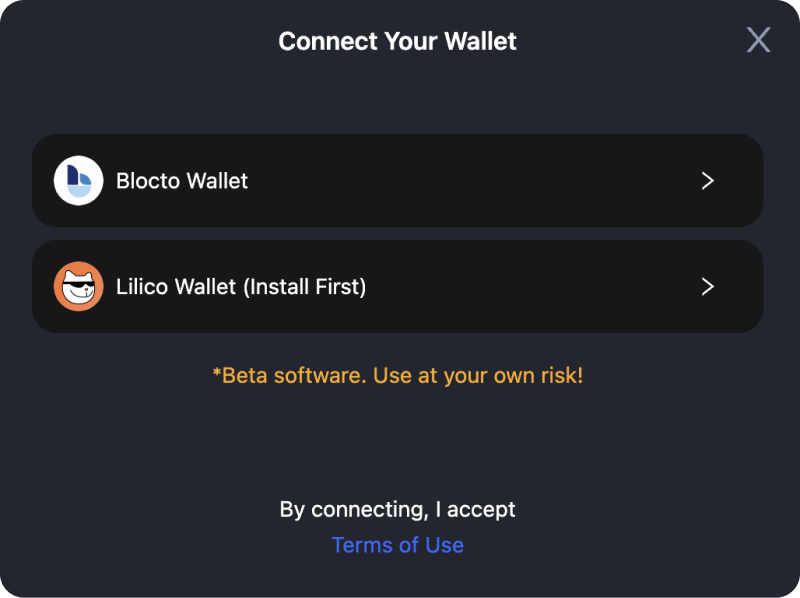 Connect Your Wallet
X
Blocto Wallet
Lilico Wallet (Install First)
*Beta software. Use at your own risk!
By connecting, I accept
Terms of Use